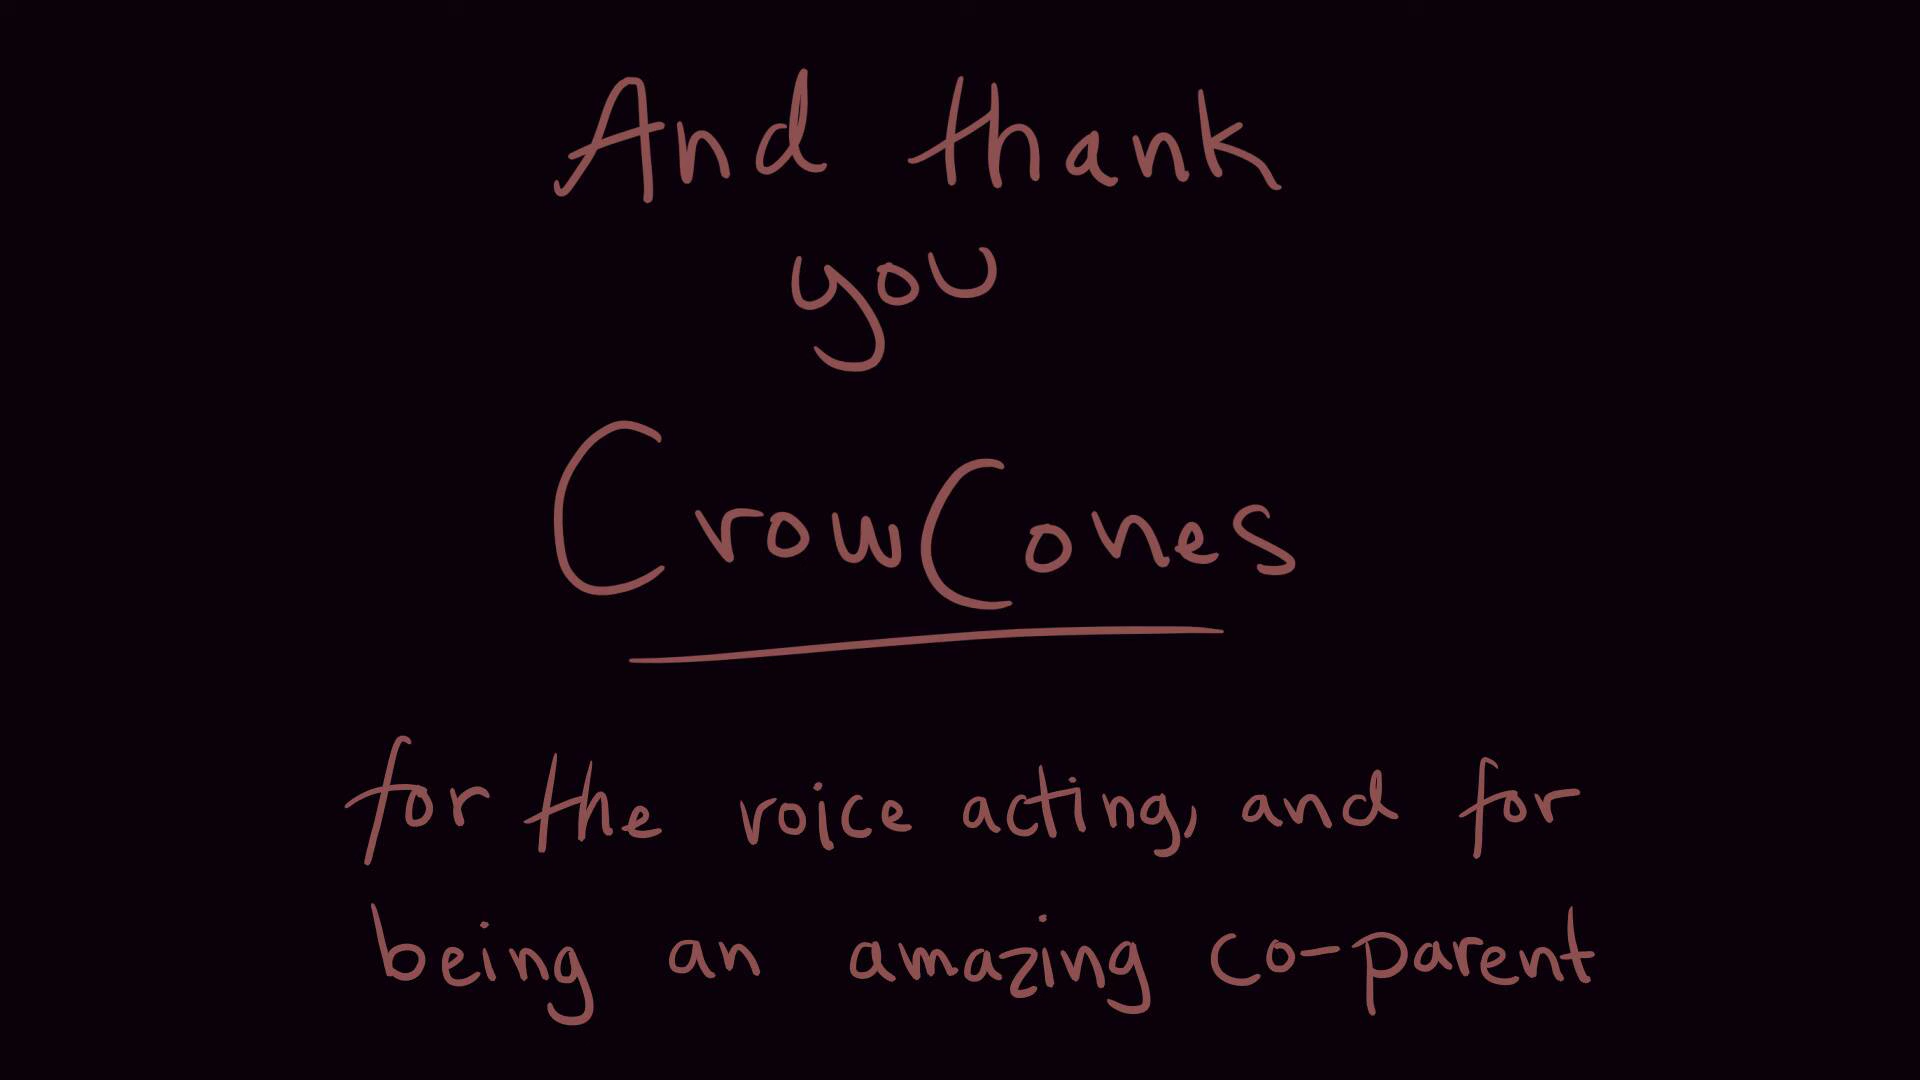 And thank
you
CrowCones
for the voice acting, and for
being an amazing co-parent